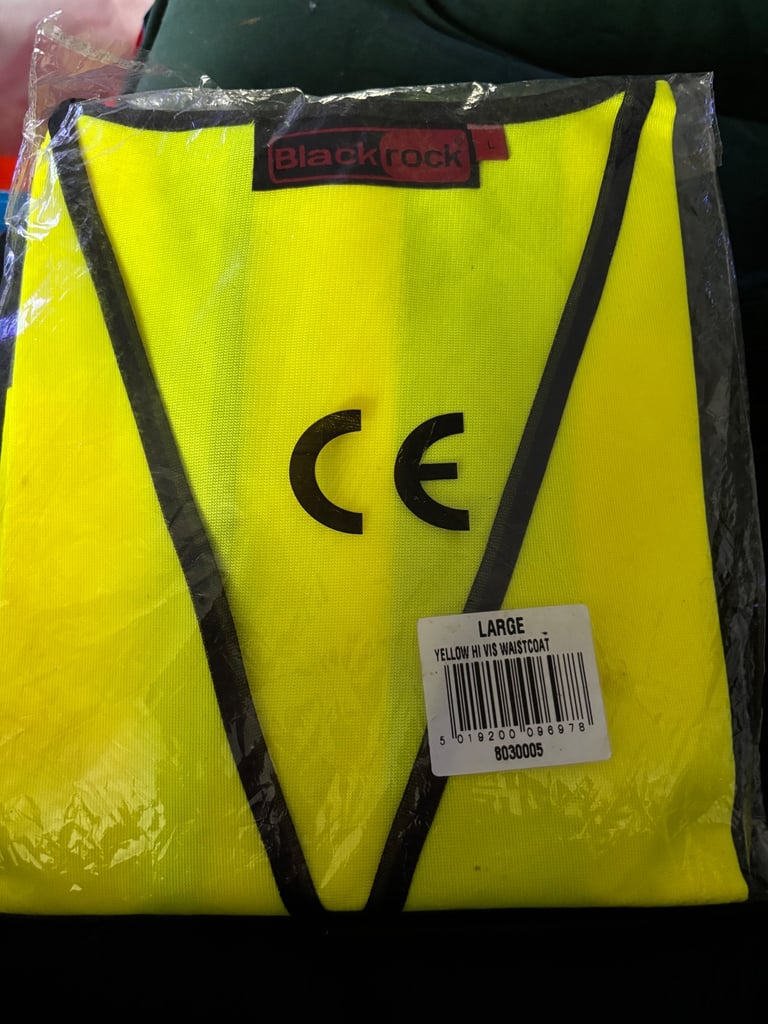 Blackrock
L
CE
LARGE
YELLOW HI VIS WAISTCOAT
5 019200 096978
8030005